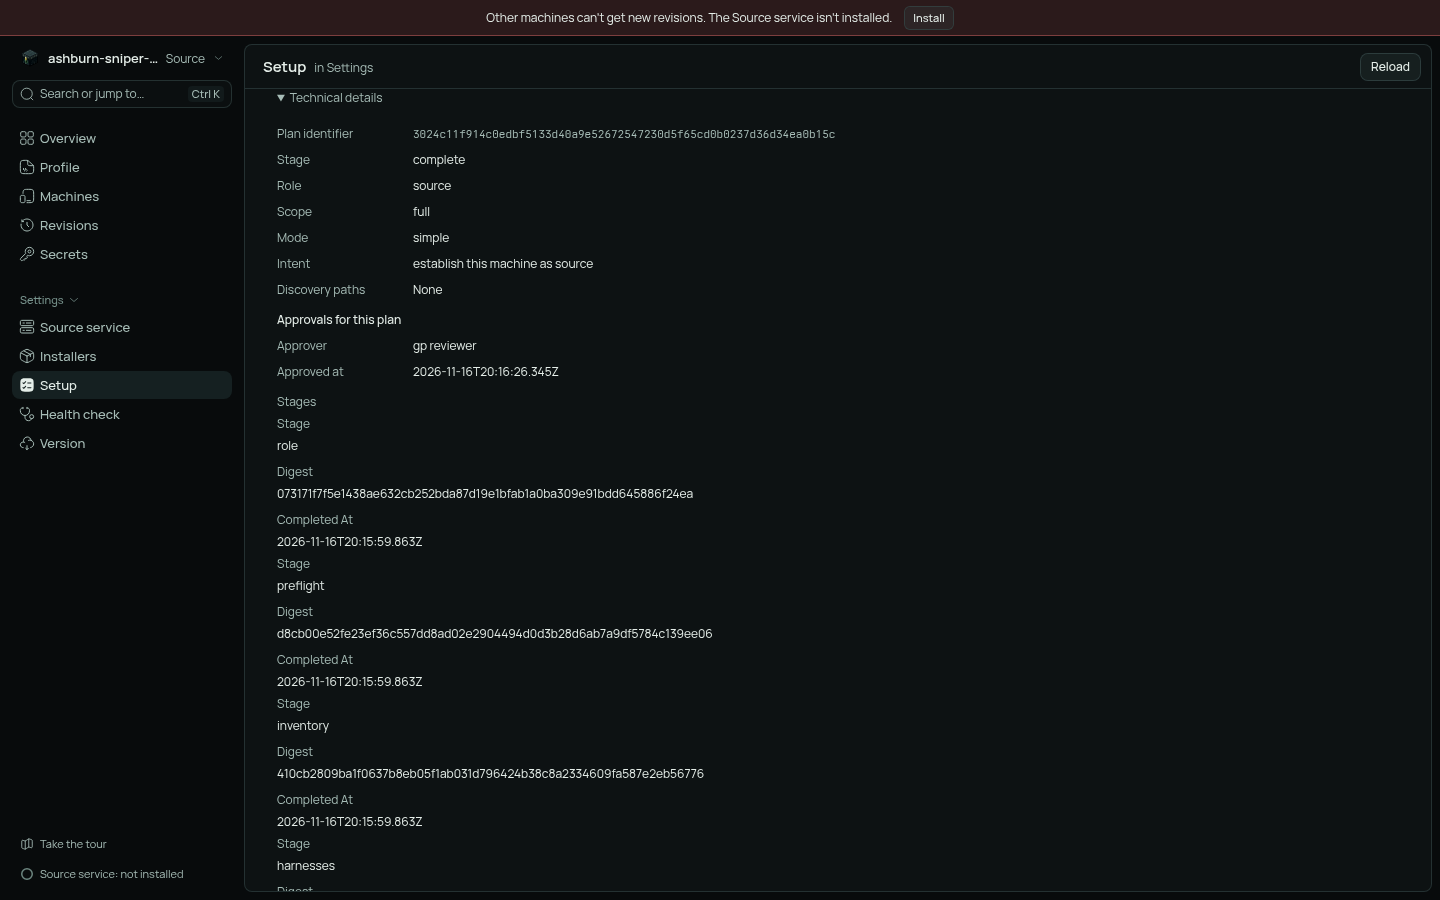 Other machines can't get new revisions. The Source service isn't installed.
Install
ashburn-sniper-… Source
Search or jump to… Ctrl K
Overview
Profile
Machines
Revisions
Secrets
Settings
Source service
Installers
Setup
Health check
Version
Take the tour
Source service: not installed
Setup in Settings
Reload
Technical details
Plan identifier 3024c11f914c0edbf5133d40a9e52672547230d5f65cd0b0237d36d34ea0b15c
Stage complete
Role source
Scope full
Mode simple
Intent establish this machine as source
Discovery paths None
Approvals for this plan
Approver gp reviewer
Approved at 2026-11-16T20:16:26.345Z
Stages
Stage
role
Digest
073171f7f5e1438ae632cb252bda87d19e1bfab1a0ba309e91bdd645886f24ea
Completed At
2026-11-16T20:15:59.863Z
Stage
preflight
Digest
d8cb00e52fe23ef36c557dd8ad02e2904494d0d3b28d6ab7a9df5784c139ee06
Completed At
2026-11-16T20:15:59.863Z
Stage
inventory
Digest
410cb2809ba1f0637b8eb05f1ab031d796424b38c8a2334609fa587e2eb56776
Completed At
2026-11-16T20:15:59.863Z
Stage
harnesses
Digest